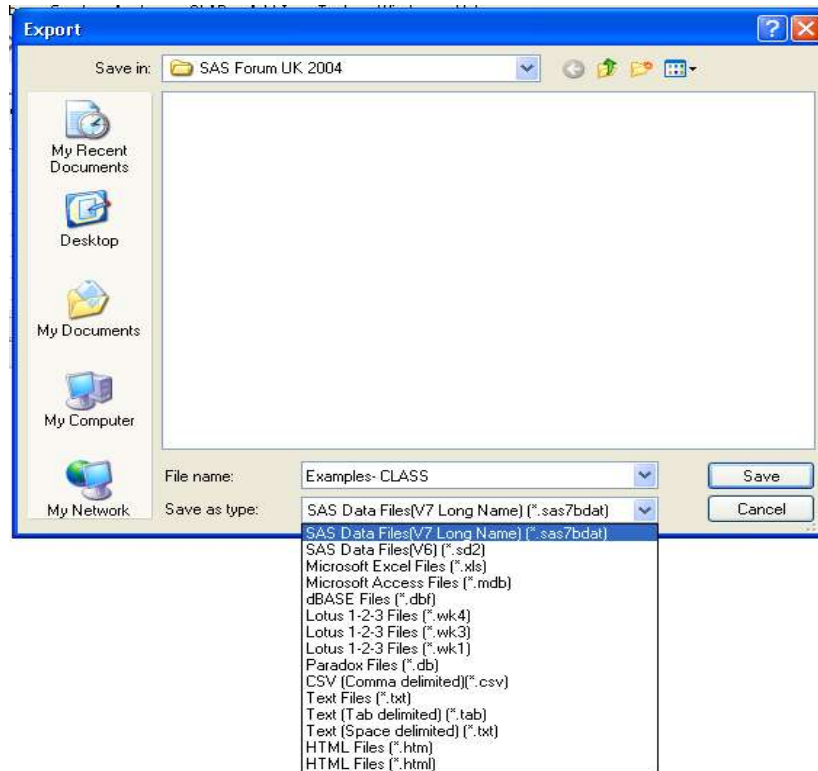 Export
Save in: SAS Forum UK 2004
My Recent
Documents
Desktop
My Documents
My Computer
My Network
File name: Examples- CLASS Save
Save as type: SAS Data Files(V7 Long Name) (*.sas7bdat) Cancel
SAS Data Files(V7 Long Name) (*.sas7bdat)
SAS Data Files(V6) (*.sd2)
Microsoft Excel Files (*.xls)
Microsoft Access Files (*.mdb)
dBASE Files (*.dbf)
Lotus 1-2-3 Files (*.wk4)
Lotus 1-2-3 Files (*.wk3)
Lotus 1-2-3 Files (*.wk1)
Paradox Files (*.db)
CSV (Comma delimited)(*.csv)
Text Files (*.txt)
Text (Tab delimited) (*.tab)
Text (Space delimited) (*.txt)
HTML Files (*.htm)
HTML Files (*.html)